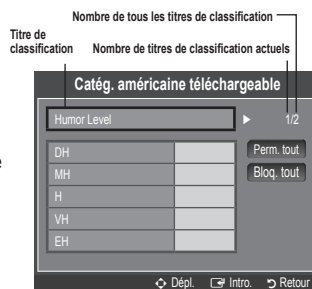 Nombre de tous les titres de classification
Titre de
classification
Nombre de titres de classification actuels
Catég. américaine téléchargeable
Humor Level ► 1/2
DH
Perm. tout
MH
Bloq. tout
H
VH
EH
Dépl. Intro. Retour
e